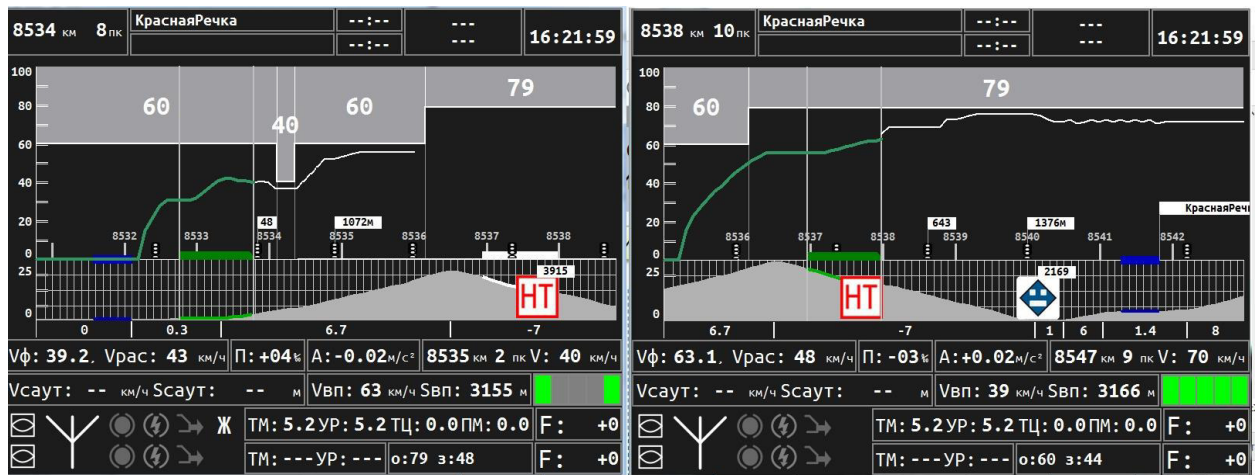 8534 км 8пк КраснаяРечка --:-- --- 16:21:59
--:-- ---
100
80
60
40
20
0
60 40 60 79
48 1072м
8532 8533 8534 8535 8536 8537 8538
25
0
3915
НТ
0 0.3 6.7 -7
Vф: 39.2, Vрас: 43 км/ч П: +04‰ А:-0.02м/с² 8535 км 2 пк V: 40 км/ч
Vсаут: -- км/ч Sсаут: -- м Vвп: 63 км/ч Sвп: 3155 м
Ж ТМ: 5.2 УР: 5.2 ТЦ: 0.0 ПМ: 0.0 F: +0
ТМ: --- УР: --- о:79 з:48 F: +0
8538 км 10пк КраснаяРечка --:-- --- 16:21:59
--:-- ---
100
80
60
40
20
0
60 79
КраснаяРеч
643 1376м
8536 8537 8538 8539 8540 8541 8542
25
0
2169
НТ
6.7 -7 1 6 1.4 8
Vф: 63.1, Vрас: 48 км/ч П: -03‰ А:+0.02м/с² 8547 км 9 пк V: 70 км/ч
Vсаут: -- км/ч Sсаут: -- м Vвп: 39 км/ч Sвп: 3166 м
ТМ: 5.2 УР: 5.2 ТЦ: 0.0 ПМ: 0.0 F: +0
ТМ: --- УР: --- о:60 з:44 F: +0